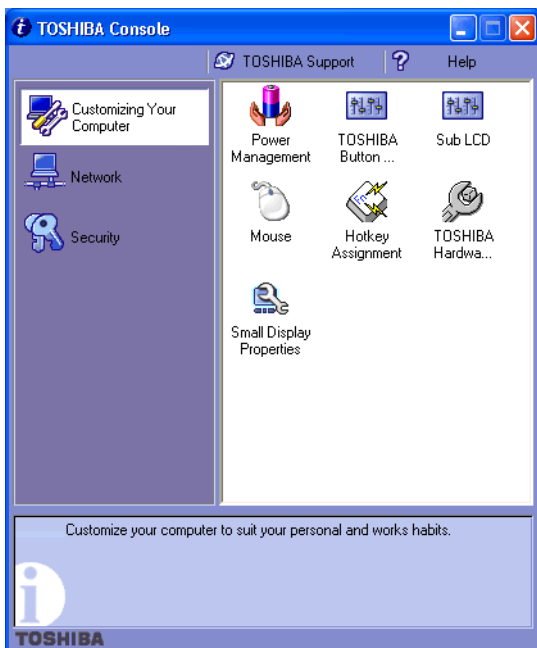 TOSHIBA Console
TOSHIBA Support ? Help
Customizing Your
Computer
Network
Security
Power
Management
TOSHIBA
Button ...
Sub LCD
Mouse
Hotkey
Assignment
TOSHIBA
Hardwa...
Small Display
Properties
Customize your computer to suit your personal and works habits.
i
TOSHIBA